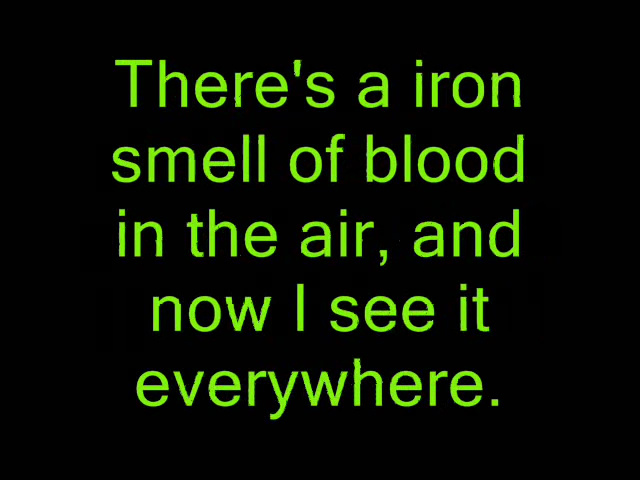 There's a iron
smell of blood
in the air, and
now I see it
everywhere.